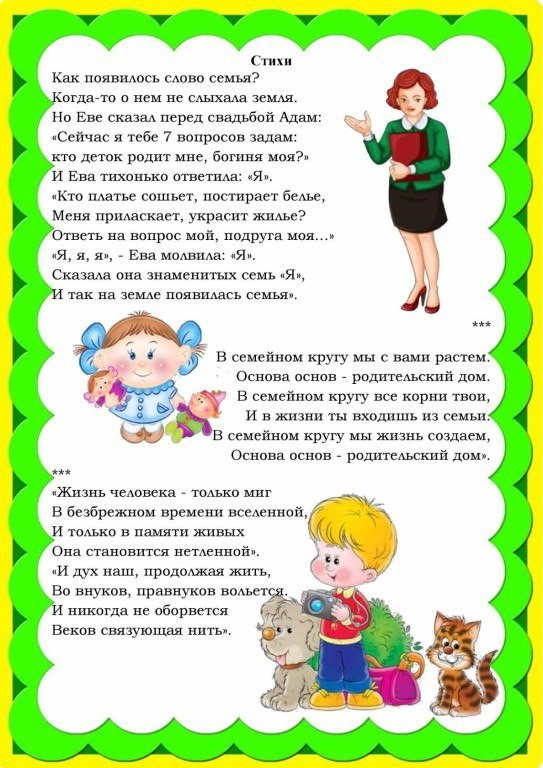 Стихи
Как появилось слово семья?
Когда-то о нем не слыхала земля.
Но Еве сказал перед свадьбой Адам:
«Сейчас я тебе 7 вопросов задам:
кто деток родит мне, богиня моя?»
И Ева тихонько ответила: «Я».
«Кто платье сошьет, постирает белье,
Меня приласкает, украсит жилье?
Ответь на вопрос мой, подруга моя...»
«Я, я, я», - Ева молвила: «Я».
Сказала она знаменитых семь «Я»,
И так на земле появилась семья».
***
В семейном кругу мы с вами растем.
Основа основ - родительский дом.
В семейном кругу все корни твои,
И в жизни ты входишь из семьи.
В семейном кругу мы жизнь создаем,
Основа основ - родительский дом».
***
«Жизнь человека - только миг
В безбрежном времени вселенной,
И только в памяти живых
Она становится нетленной».
«И дух наш, продолжая жить,
Во внуков, правнуков вольется.
И никогда не оборвется
Веков связующая нить».